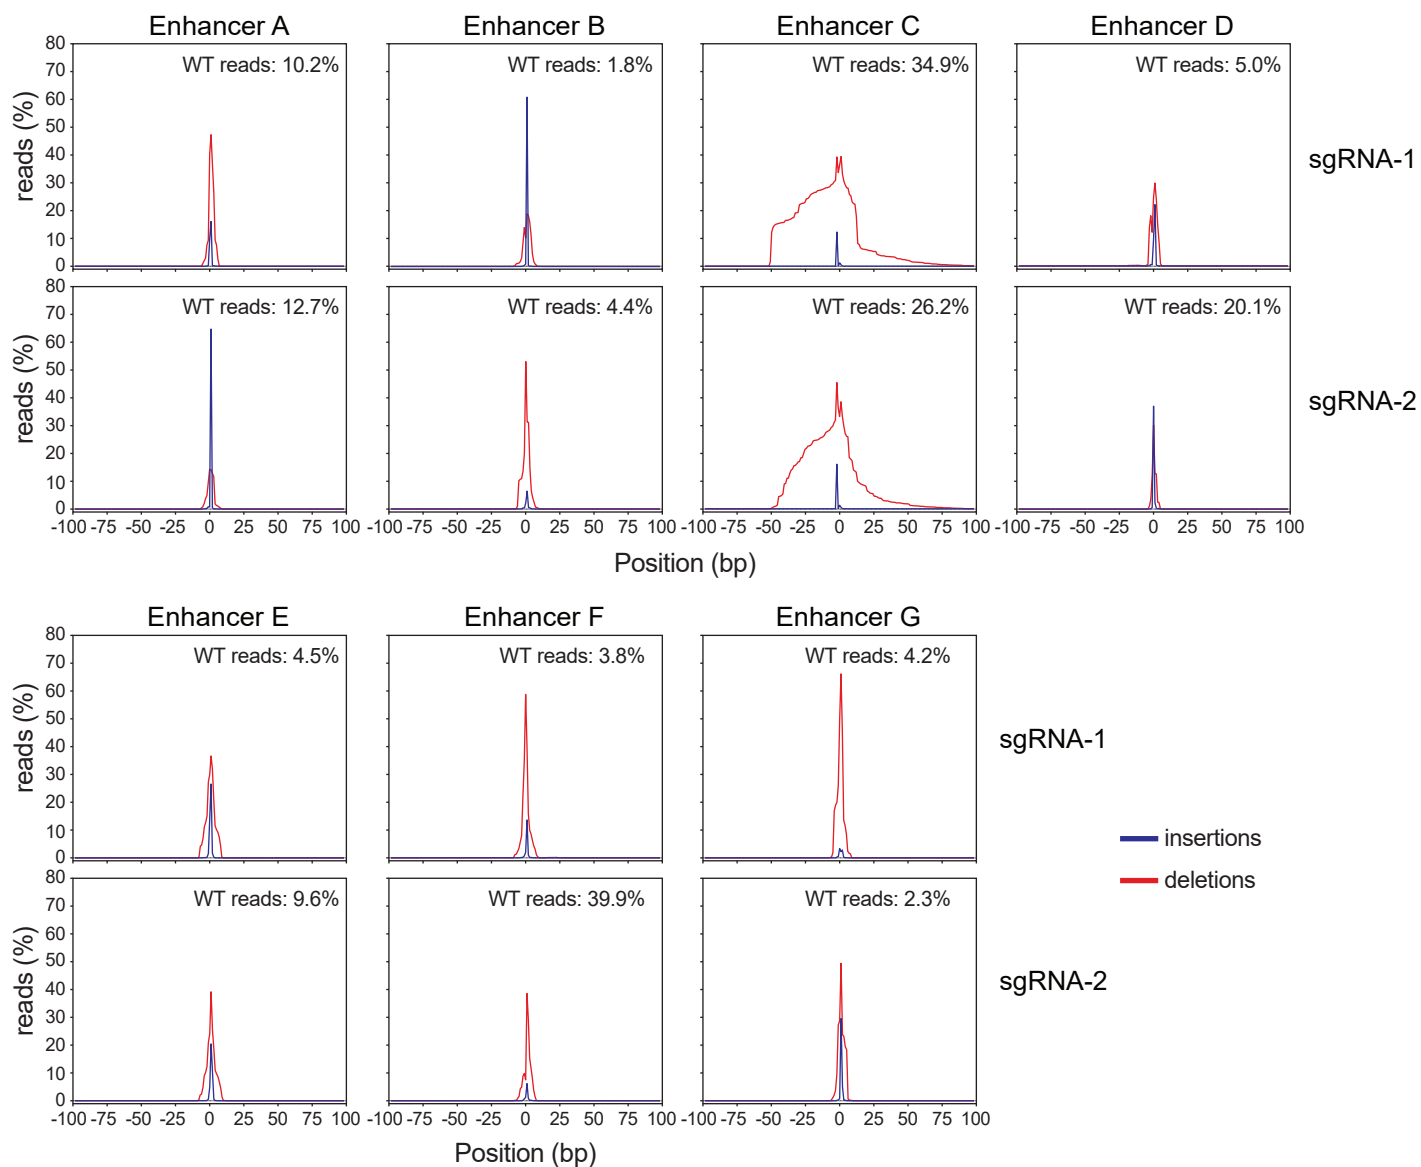 Enhancer A Enhancer B Enhancer C Enhancer D
80 WT reads: 10.2% WT reads: 1.8% WT reads: 34.9% WT reads: 5.0%
70
60
50
40
30
20
10
0
reads (%)
sgRNA-1
80 WT reads: 12.7% WT reads: 4.4% WT reads: 26.2% WT reads: 20.1%
70
60
50
40
30
20
10
0
reads (%)
sgRNA-2
-100 -75 -50 -25 0 25 50 75 100 -100 -75 -50 -25 0 25 50 75 100 -100 -75 -50 -25 0 25 50 75 100 -100 -75 -50 -25 0 25 50 75 100
Position (bp)
Enhancer E Enhancer F Enhancer G
80 WT reads: 4.5% WT reads: 3.8% WT reads: 4.2%
70
60
50
40
30
20
10
0
reads (%)
sgRNA-1
insertions
deletions
80 WT reads: 9.6% WT reads: 39.9% WT reads: 2.3%
70
60
50
40
30
20
10
0
reads (%)
sgRNA-2
-100 -75 -50 -25 0 25 50 75 100 -100 -75 -50 -25 0 25 50 75 100 -100 -75 -50 -25 0 25 50 75 100
Position (bp)